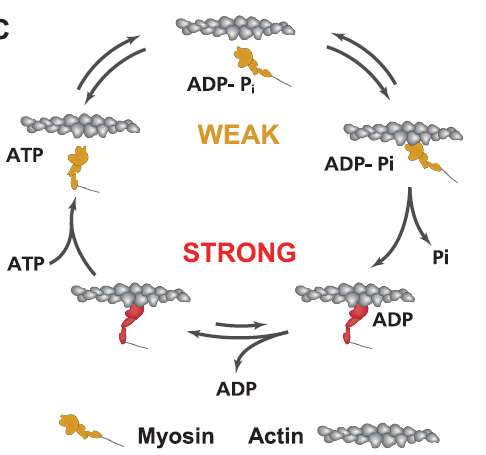 C
ADP- Pi
WEAK
ATP
ADP- Pi
STRONG
ATP
Pi
ADP
ADP
Myosin
Actin